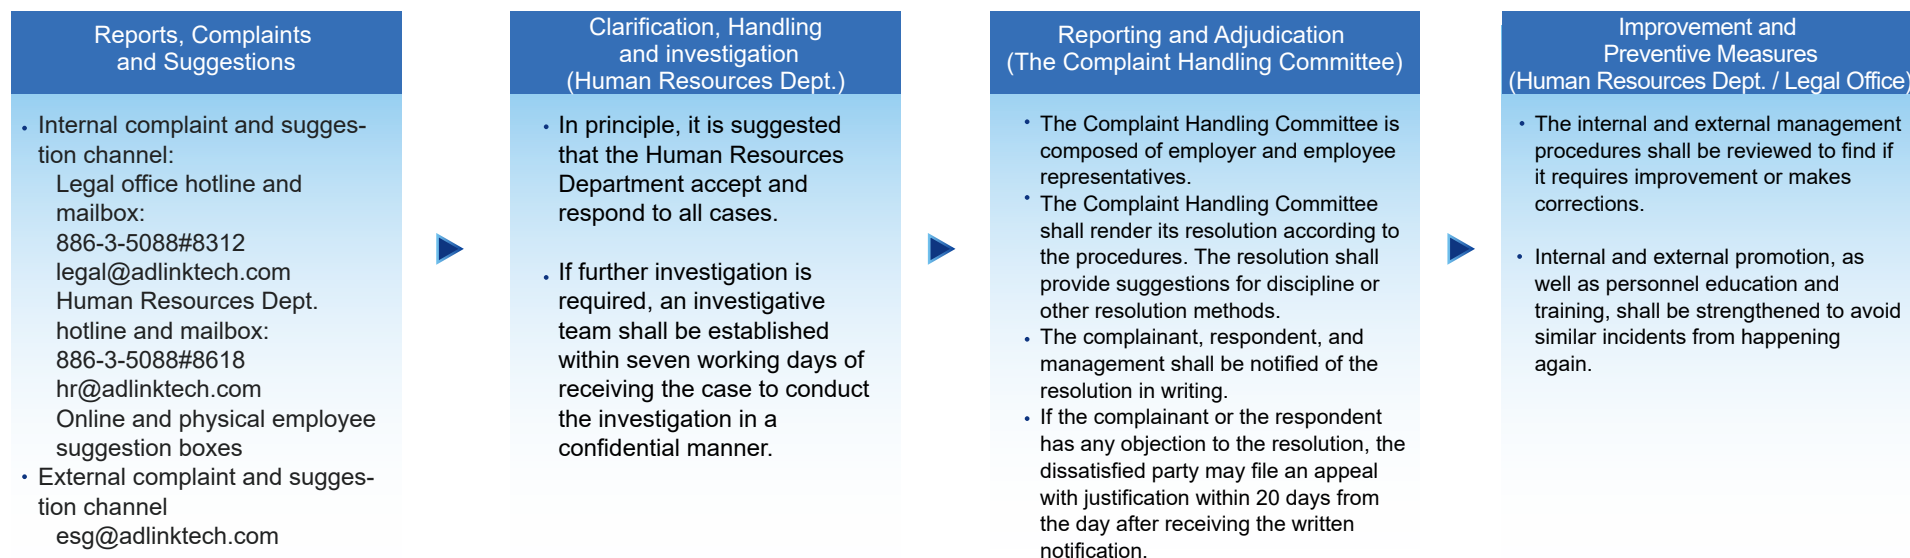 Reports, Complaints
and Suggestions
• Internal complaint and sugges-
tion channel:
Legal office hotline and
mailbox:
886-3-5088#8312
legal@adlinktech.com
Human Resources Dept.
hotline and mailbox:
886-3-5088#8618
hr@adlinktech.com
Online and physical employee
suggestion boxes
• External complaint and sugges-
tion channel
esg@adlinktech.com
Clarification, Handling
and investigation
(Human Resources Dept.)
• In principle, it is suggested
that the Human Resources
Department accept and
respond to all cases.
• If further investigation is
required, an investigative
team shall be established
within seven working days of
receiving the case to conduct
the investigation in a
confidential manner.
Reporting and Adjudication
(The Complaint Handling Committee)
• The Complaint Handling Committee is
composed of employer and employee
representatives.
• The Complaint Handling Committee
shall render its resolution according to
the procedures. The resolution shall
provide suggestions for discipline or
other resolution methods.
• The complainant, respondent, and
management shall be notified of the
resolution in writing.
• If the complainant or the respondent
has any objection to the resolution, the
dissatisfied party may file an appeal
with justification within 20 days from
the day after receiving the written
notification.
Improvement and
Preventive Measures
(Human Resources Dept. / Legal Office)
• The internal and external management
procedures shall be reviewed to find if
it requires improvement or makes
corrections.
• Internal and external promotion, as
well as personnel education and
training, shall be strengthened to avoid
similar incidents from happening
again.